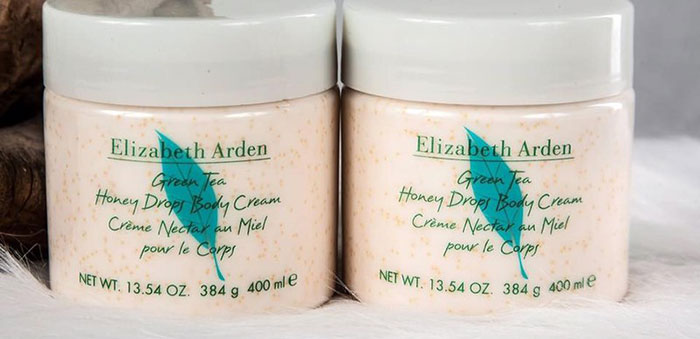 Elizabeth Arden
Green Tea
Honey Drops Body Cream
Crème Nectar au Miel
pour le Corps
NET WT. 13.54 OZ. 384 g 400 ml e
Elizabeth Arden
Green Tea
Honey Drops Body Cream
Crème Nectar au Miel
pour le Corps
NET WT. 13.54 OZ. 384 g 400 ml e